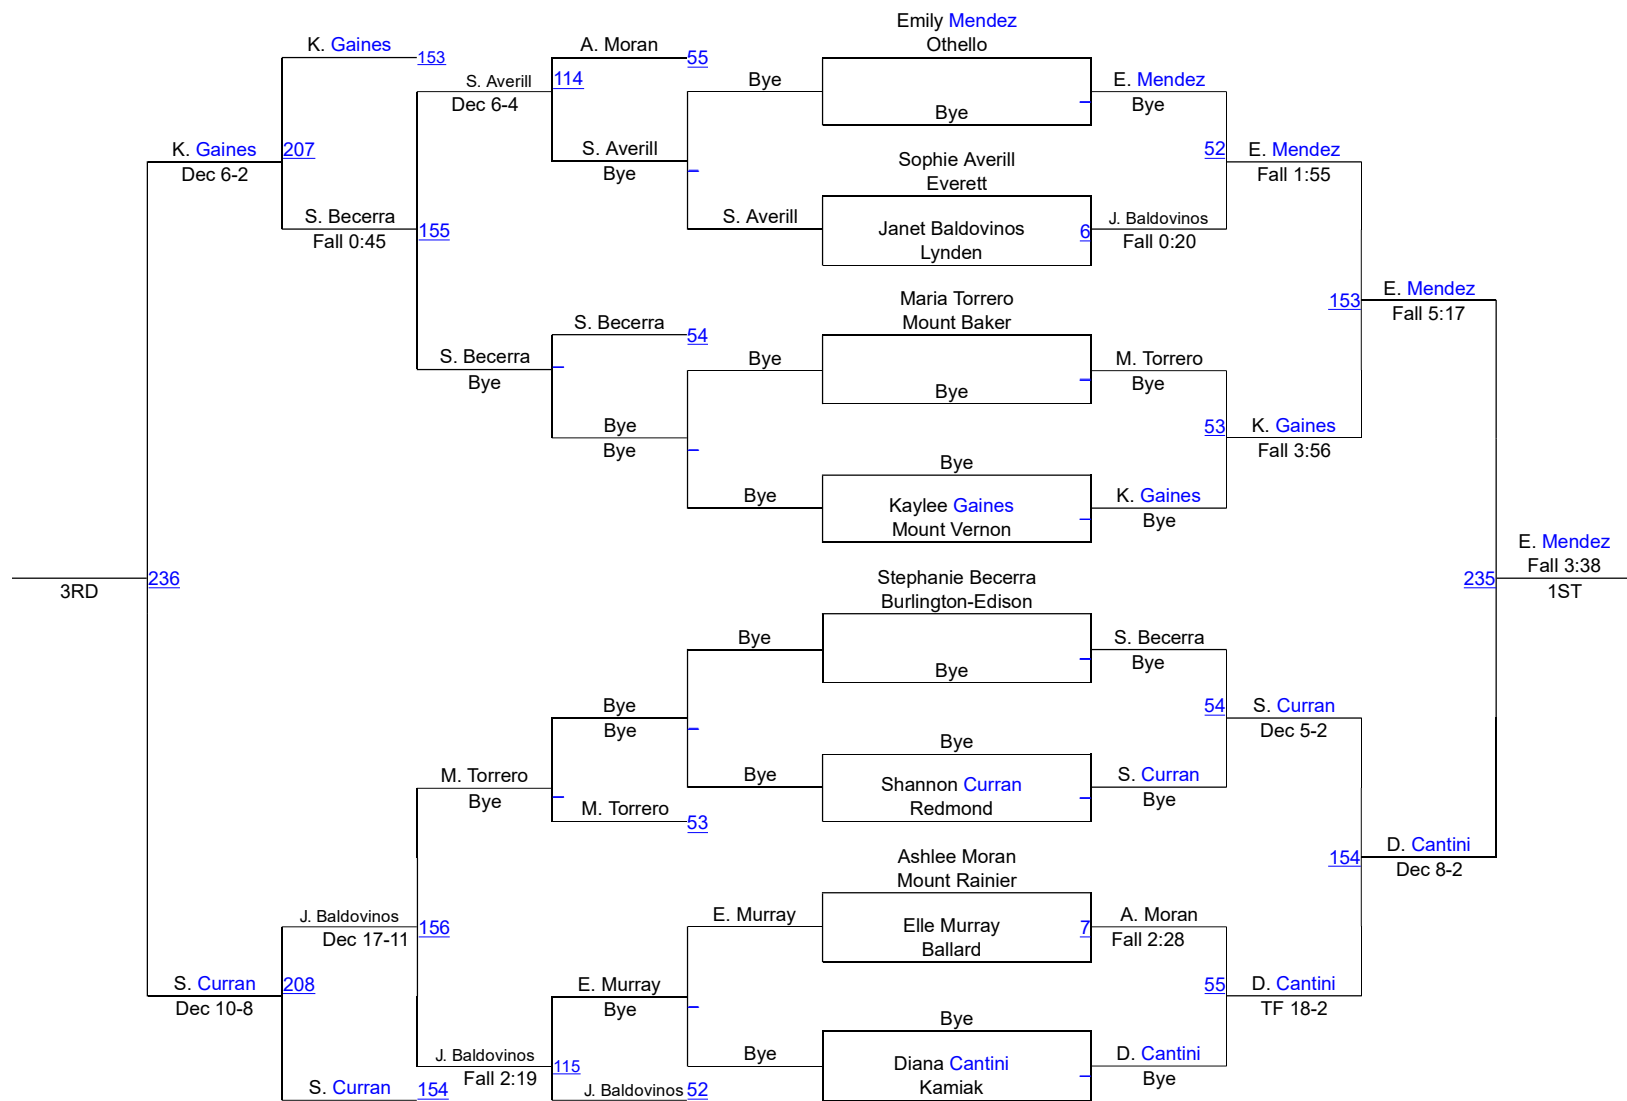 Emily Mendez
Othello
K. Gaines
153
A. Moran
55
S. Averill
114
Dec 6-4
Bye
Bye
E. Mendez
Bye
K. Gaines
207
Dec 6-2
S. Averill
Bye
Sophie Averill
Everett
52
E. Mendez
Fall 1:55
S. Becerra
Fall 0:45
155
S. Averill
Janet Baldovinos
Lynden
6
J. Baldovinos
Fall 0:20
Maria Torrero
Mount Baker
153
E. Mendez
Fall 5:17
S. Becerra
54
S. Becerra
Bye
Bye
Bye
M. Torrero
Bye
Bye
Bye
53
K. Gaines
Fall 3:56
Bye
Bye
Kaylee Gaines
Mount Vernon
K. Gaines
Bye
3RD
236
Stephanie Becerra
Burlington-Edison
235
E. Mendez
Fall 3:38
1ST
Bye
Bye
S. Becerra
Bye
Bye
Bye
54
S. Curran
Dec 5-2
Bye
M. Torrero
Bye
Bye
Shannon Curran
Redmond
S. Curran
Bye
M. Torrero
53
Ashlee Moran
Mount Rainier
154
D. Cantini
Dec 8-2
J. Baldovinos
Dec 17-11
156
E. Murray
Elle Murray
Ballard
7
A. Moran
Fall 2:28
S. Curran
208
Dec 10-8
E. Murray
Bye
55
D. Cantini
TF 18-2
Bye
J. Baldovinos
Fall 2:19
115
Bye
Diana Cantini
Kamiak
D. Cantini
Bye
S. Curran
154
J. Baldovinos
52